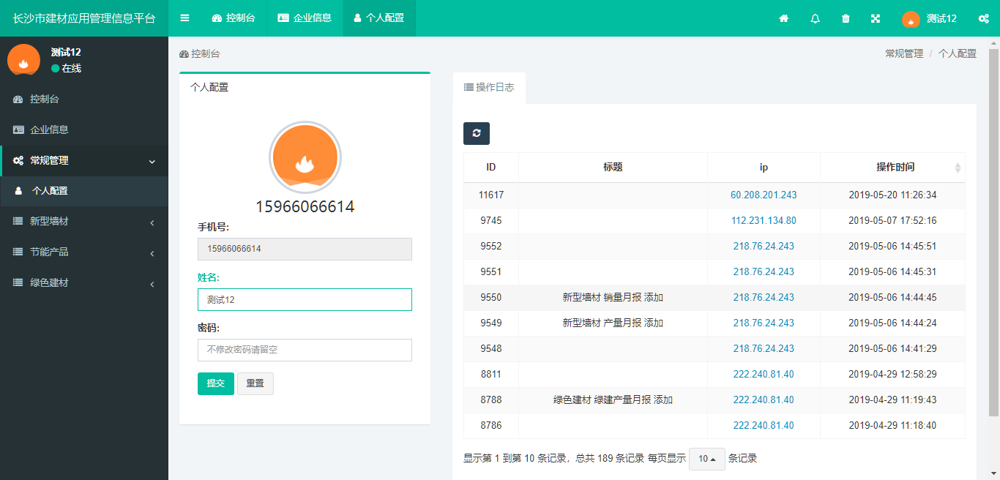 长沙市建材应用管理信息平台
控制台
企业信息
个人配置
测试12
测试12
在线
控制台
企业信息
常规管理
个人配置
新型墙材
节能产品
绿色建材
控制台
常规管理 / 个人配置
个人配置
15966066614
手机号:
15966066614
姓名:
测试12
密码:
不修改密码请留空
提交 重置
操作日志
ID 标题 ip 操作时间
11617 60.208.201.243 2019-05-20 11:26:34
9745 112.231.134.80 2019-05-07 17:52:16
9552 218.76.24.243 2019-05-06 14:45:51
9551 218.76.24.243 2019-05-06 14:45:31
9550 新型墙材 销量月报 添加 218.76.24.243 2019-05-06 14:44:45
9549 新型墙材 产量月报 添加 218.76.24.243 2019-05-06 14:44:24
9548 218.76.24.243 2019-05-06 14:41:29
8811 222.240.81.40 2019-04-29 12:58:29
8788 绿色建材 绿建产量月报 添加 222.240.81.40 2019-04-29 11:19:43
8786 222.240.81.40 2019-04-29 11:18:40
显示第 1 到第 10 条记录，总共 189 条记录 每页显示 10 条记录